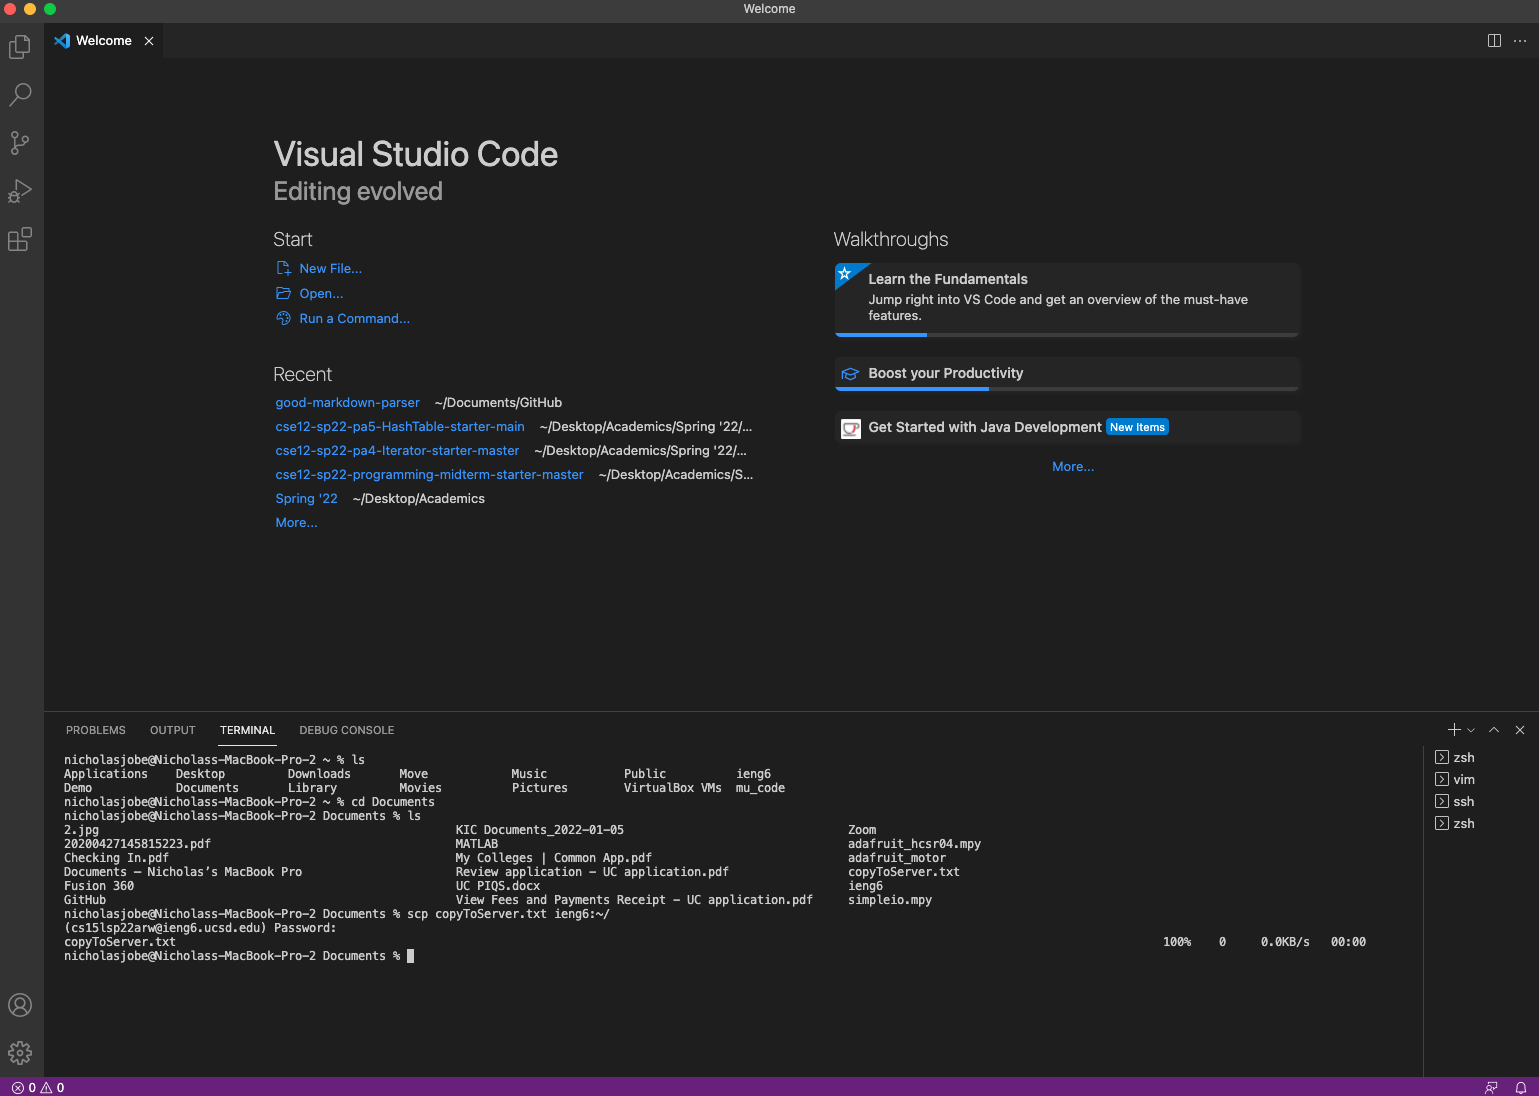 Welcome
Welcome
Visual Studio Code
Editing evolved
Start
New File...
Open...
Run a Command...
Recent
good-markdown-parser ~/Documents/GitHub
cse12-sp22-pa5-HashTable-starter-main ~/Desktop/Academics/Spring '22/...
cse12-sp22-pa4-Iterator-starter-master ~/Desktop/Academics/Spring '22/...
cse12-sp22-programming-midterm-starter-master ~/Desktop/Academics/S...
Spring '22 ~/Desktop/Academics
More...
Walkthroughs
Learn the Fundamentals
Jump right into VS Code and get an overview of the must-have
features.
Boost your Productivity
Get Started with Java Development New Items
More...
PROBLEMS OUTPUT TERMINAL DEBUG CONSOLE
nicholasjobe@Nicholass-MacBook-Pro-2 ~ % ls
Applications Desktop Downloads Move Music Public ieng6
Demo Documents Library Movies Pictures VirtualBox VMs mu_code
nicholasjobe@Nicholass-MacBook-Pro-2 ~ % cd Documents
nicholasjobe@Nicholass-MacBook-Pro-2 Documents % ls
2.jpg KIC Documents_2022-01-05 Zoom
20200427145815223.pdf MATLAB adafruit_hcsr04.mpy
Checking In.pdf My Colleges | Common App.pdf adafruit_motor
Documents – Nicholas’s MacBook Pro Review application - UC application.pdf copyToServer.txt
Fusion 360 UC PIQS.docx ieng6
GitHub View Fees and Payments Receipt - UC application.pdf simpleio.mpy
nicholasjobe@Nicholass-MacBook-Pro-2 Documents % scp copyToServer.txt ieng6:~/
(cs15lsp22arw@ieng6.ucsd.edu) Password:
copyToServer.txt 100% 0 0.0KB/s 00:00
nicholasjobe@Nicholass-MacBook-Pro-2 Documents %
zsh
vim
ssh
zsh
0 0